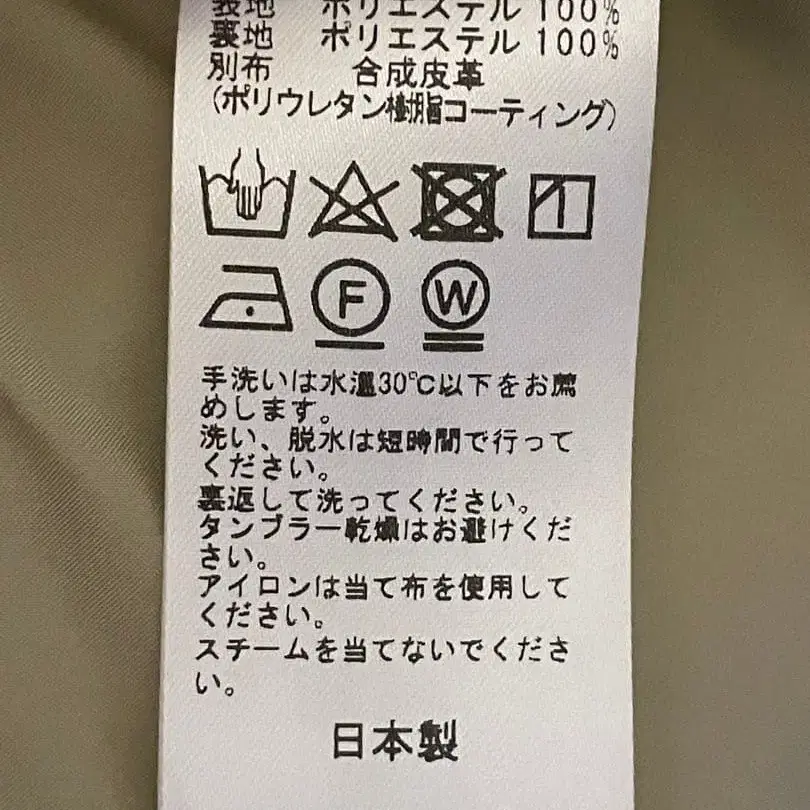 表地 ポリエステル 100%
裏地 ポリエステル 100%
別布 合成皮革
(ポリウレタン樹脂コーティング)
F W
手洗いは水温30℃以下をお薦
めします。
洗い、脱水は短時間で行って
ください。
裏返して洗ってください。
タンブラー乾燥はお避けくだ
さい。
アイロンは当て布を使用して
ください。
スチームを当てないでくださ
い。
日本製